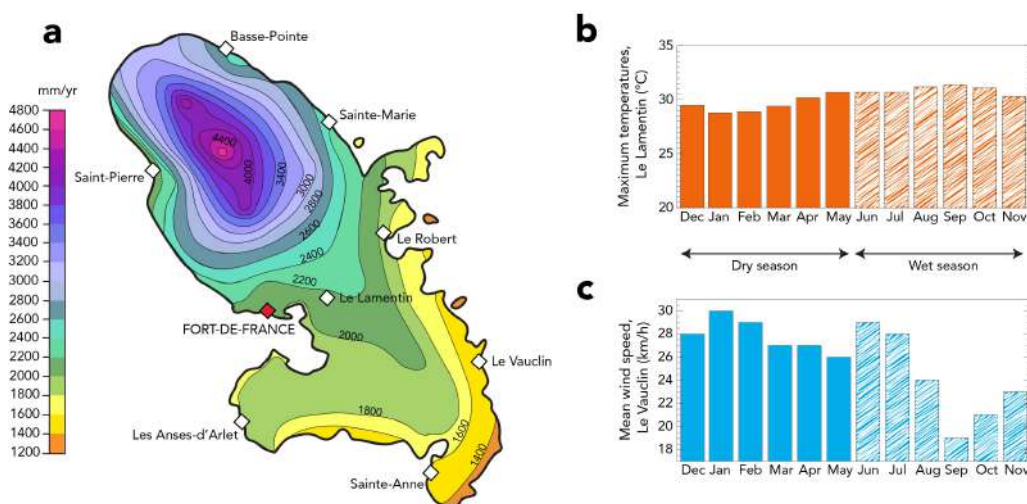 a
mm/yr
4800
4600
4400
4200
4000
3800
3600
3400
3200
3000
2800
2600
2400
2200
2000
1800
1600
1400
1200
Basse-Pointe
Sainte-Marie
Saint-Pierre
Le Robert
Le Lamentin
FORT-DE-FRANCE
Le Vauclin
Les Anses-d'Arlet
Sainte-Anne
4400
4000
3400
3000
2800
2600
2400
2200
2000
1800
1600
1400
b
Maximum temperatures,
Le Lamentin (°C)
35
30
25
20
Dec Jan Feb Mar Apr May Jun Jul Aug Sep Oct Nov
Dry season Wet season
c
Mean wind speed,
Le Vauclin (km/h)
30
28
26
24
22
20
18
Dec Jan Feb Mar Apr May Jun Jul Aug Sep Oct Nov